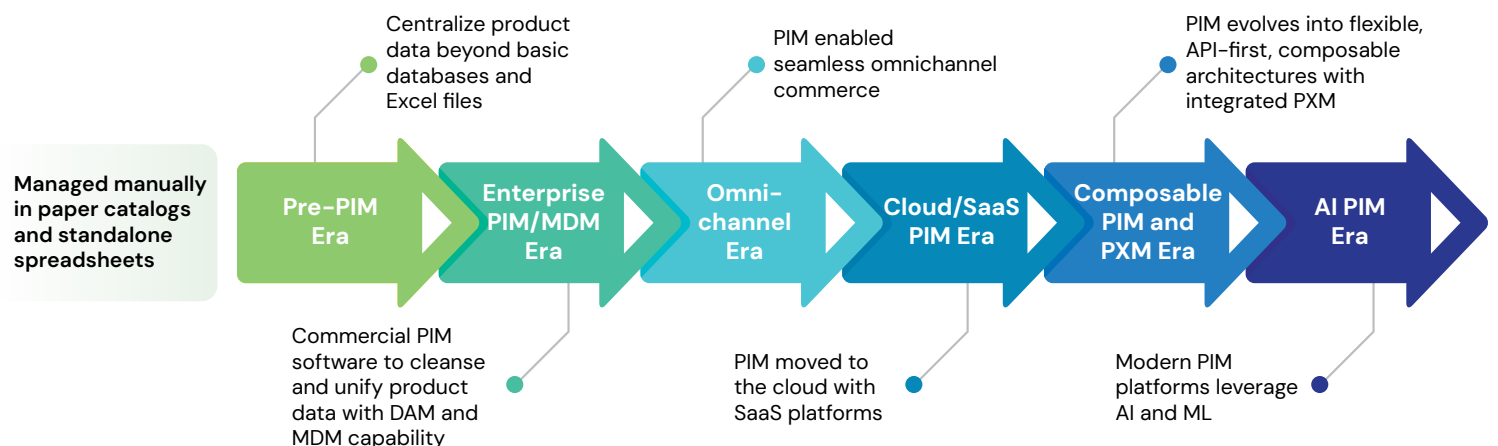 Managed manually
in paper catalogs
and standalone
spreadsheets
Centralize product
data beyond basic
databases and
Excel files
Pre-PIM
Era
Enterprise
PIM/MDM
Era
Commercial PIM
software to cleanse
and unify product
data with DAM and
MDM capability
PIM enabled
seamless omnichannel
commerce
Omni-
channel
Era
Cloud/SaaS
PIM Era
PIM moved to
the cloud with
SaaS platforms
PIM evolves into flexible,
API-first, composable
architectures with
integrated PXM
Composable
PIM and
PXM Era
AI PIM
Era
Modern PIM
platforms leverage
AI and ML